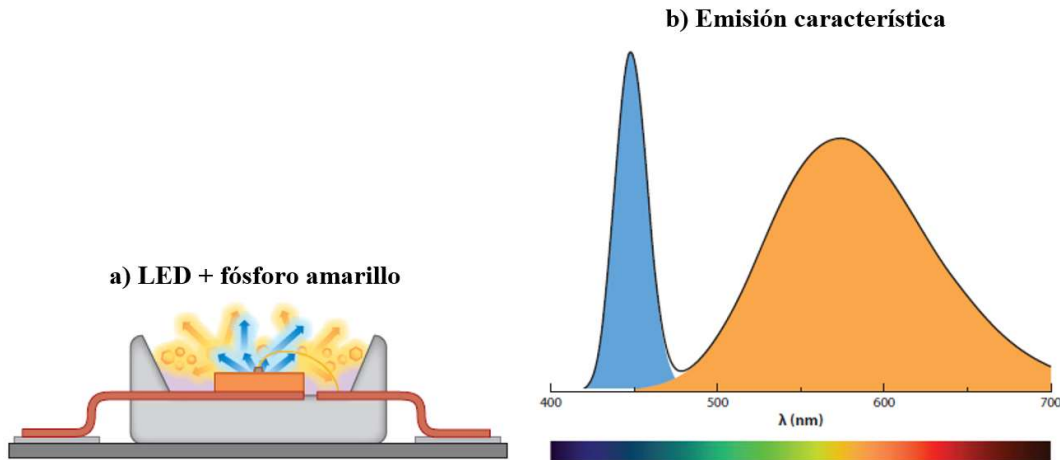 b) Emisión característica
a) LED + fósforo amarillo
400 500 600 700
λ (nm)